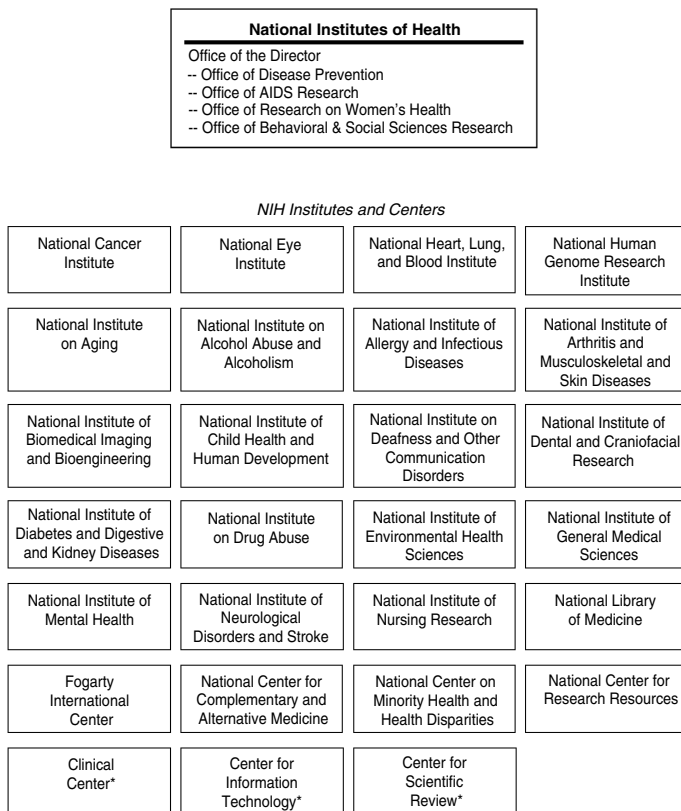 National Institutes of Health
Office of the Director
-- Office of Disease Prevention
-- Office of AIDS Research
-- Office of Research on Women's Health
-- Office of Behavioral & Social Sciences Research
NIH Institutes and Centers
National Cancer
Institute
National Eye
Institute
National Heart, Lung,
and Blood Institute
National Human
Genome Research
Institute
National Institute
on Aging
National Institute on
Alcohol Abuse and
Alcoholism
National Institute of
Allergy and Infectious
Diseases
National Institute of
Arthritis and
Musculoskeletal and
Skin Diseases
National Institute of
Biomedical Imaging
and Bioengineering
National Institute of
Child Health and
Human Development
National Institute on
Deafness and Other
Communication
Disorders
National Institute of
Dental and Craniofacial
Research
National Institute of
Diabetes and Digestive
and Kidney Diseases
National Institute
on Drug Abuse
National Institute of
Environmental Health
Sciences
National Institute of
General Medical
Sciences
National Institute of
Mental Health
National Institute of
Neurological
Disorders and Stroke
National Institute of
Nursing Research
National Library
of Medicine
Fogarty
International
Center
National Center for
Complementary and
Alternative Medicine
National Center on
Minority Health and
Health Disparities
National Center for
Research Resources
Clinical
Center*
Center for
Information
Technology*
Center for
Scientific
Review*